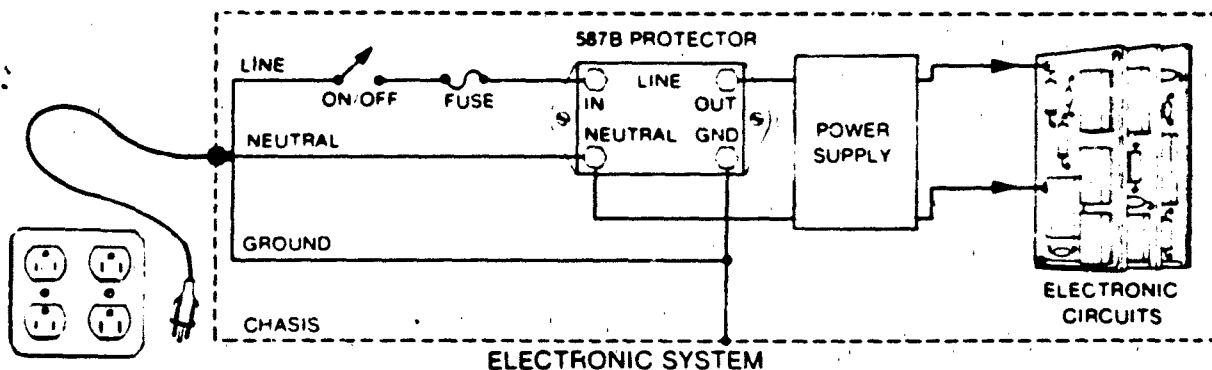 587B PROTECTOR
LINE
ON/OFF
FUSE
LINE
IN
OUT
NEUTRAL
NEUTRAL GND
POWER
SUPPLY
GROUND
CHASIS
ELECTRONIC
CIRCUITS
ELECTRONIC SYSTEM